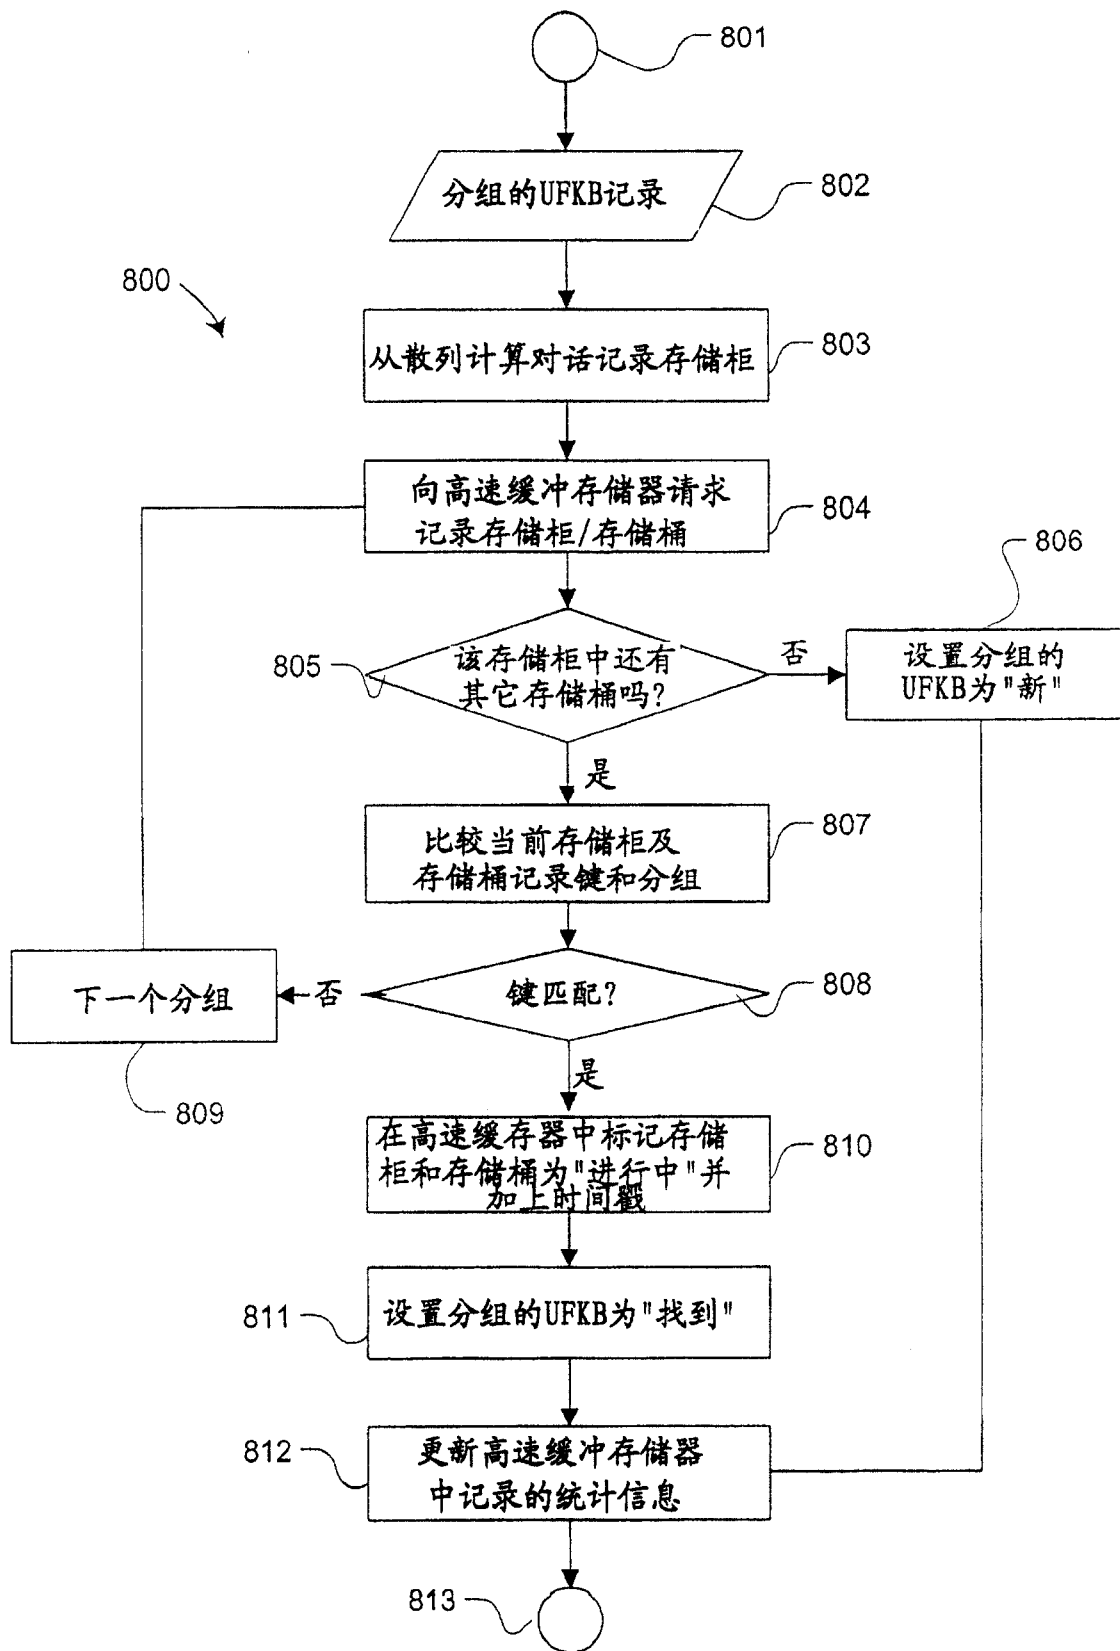 801
分组的UFKB记录
802
800
从散列计算对话记录存储柜
803
向高速缓冲存储器请求
记录存储柜/存储桶
804
806
805
该存储柜中还有
其它存储桶吗?
否
设置分组的
UFKB为"新"
是
比较当前存储柜及
存储桶记录键和分组
807
下一个分组
否
键匹配?
808
809
是
在高速缓存器中标记存储
柜和存储桶为"进行中"并
加上时间戳
810
811
设置分组的UFKB为"找到"
812
更新高速缓冲存储器
中记录的统计信息
813